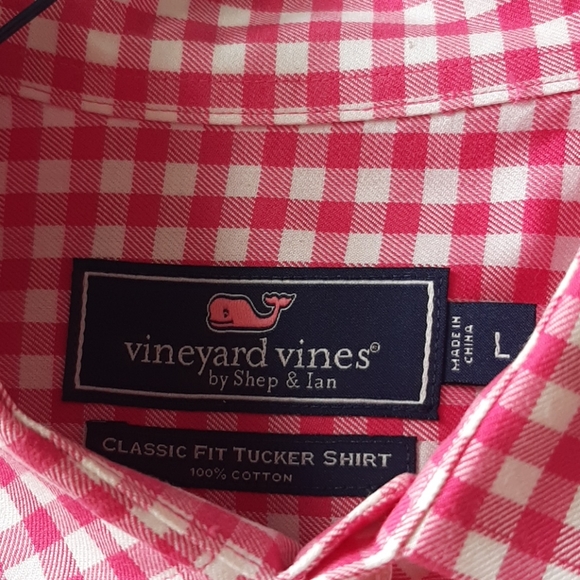 vineyard vines®
by Shep & Ian
MADE IN
CHINA
L
CLASSIC FIT TUCKER SHIRT
100% COTTON